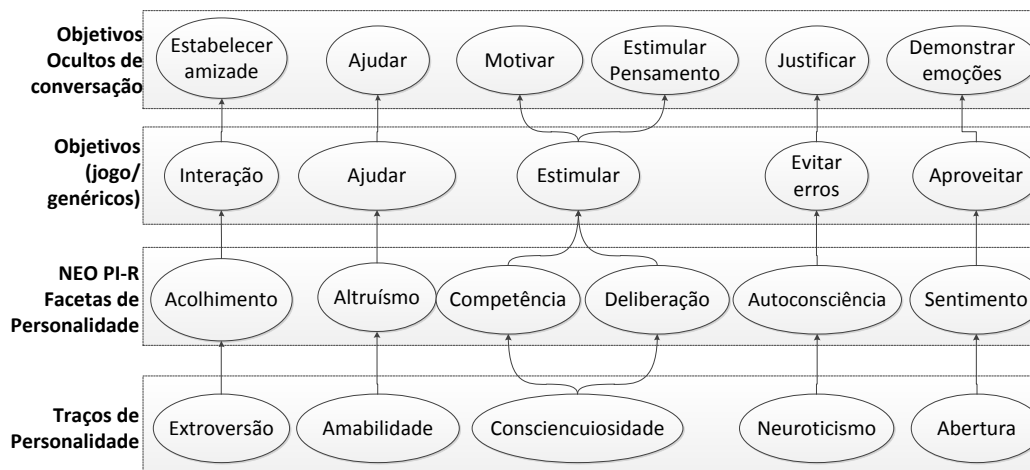 Objetivos
Ocultos de
conversação
Estabelecer
amizade
Ajudar
Motivar
Estimular
Pensamento
Justificar
Demonstrar
emoções
Objetivos
(jogo/
genéricos)
Interação
Ajudar
Estimular
Evitar
erros
Aproveitar
NEO PI-R
Facetas de
Personalidade
Acolhimento
Altruísmo
Competência
Deliberação
Autoconsciência
Sentimento
Traços de
Personalidade
Extroversão
Amabilidade
Consciencuiosidade
Neuroticismo
Abertura